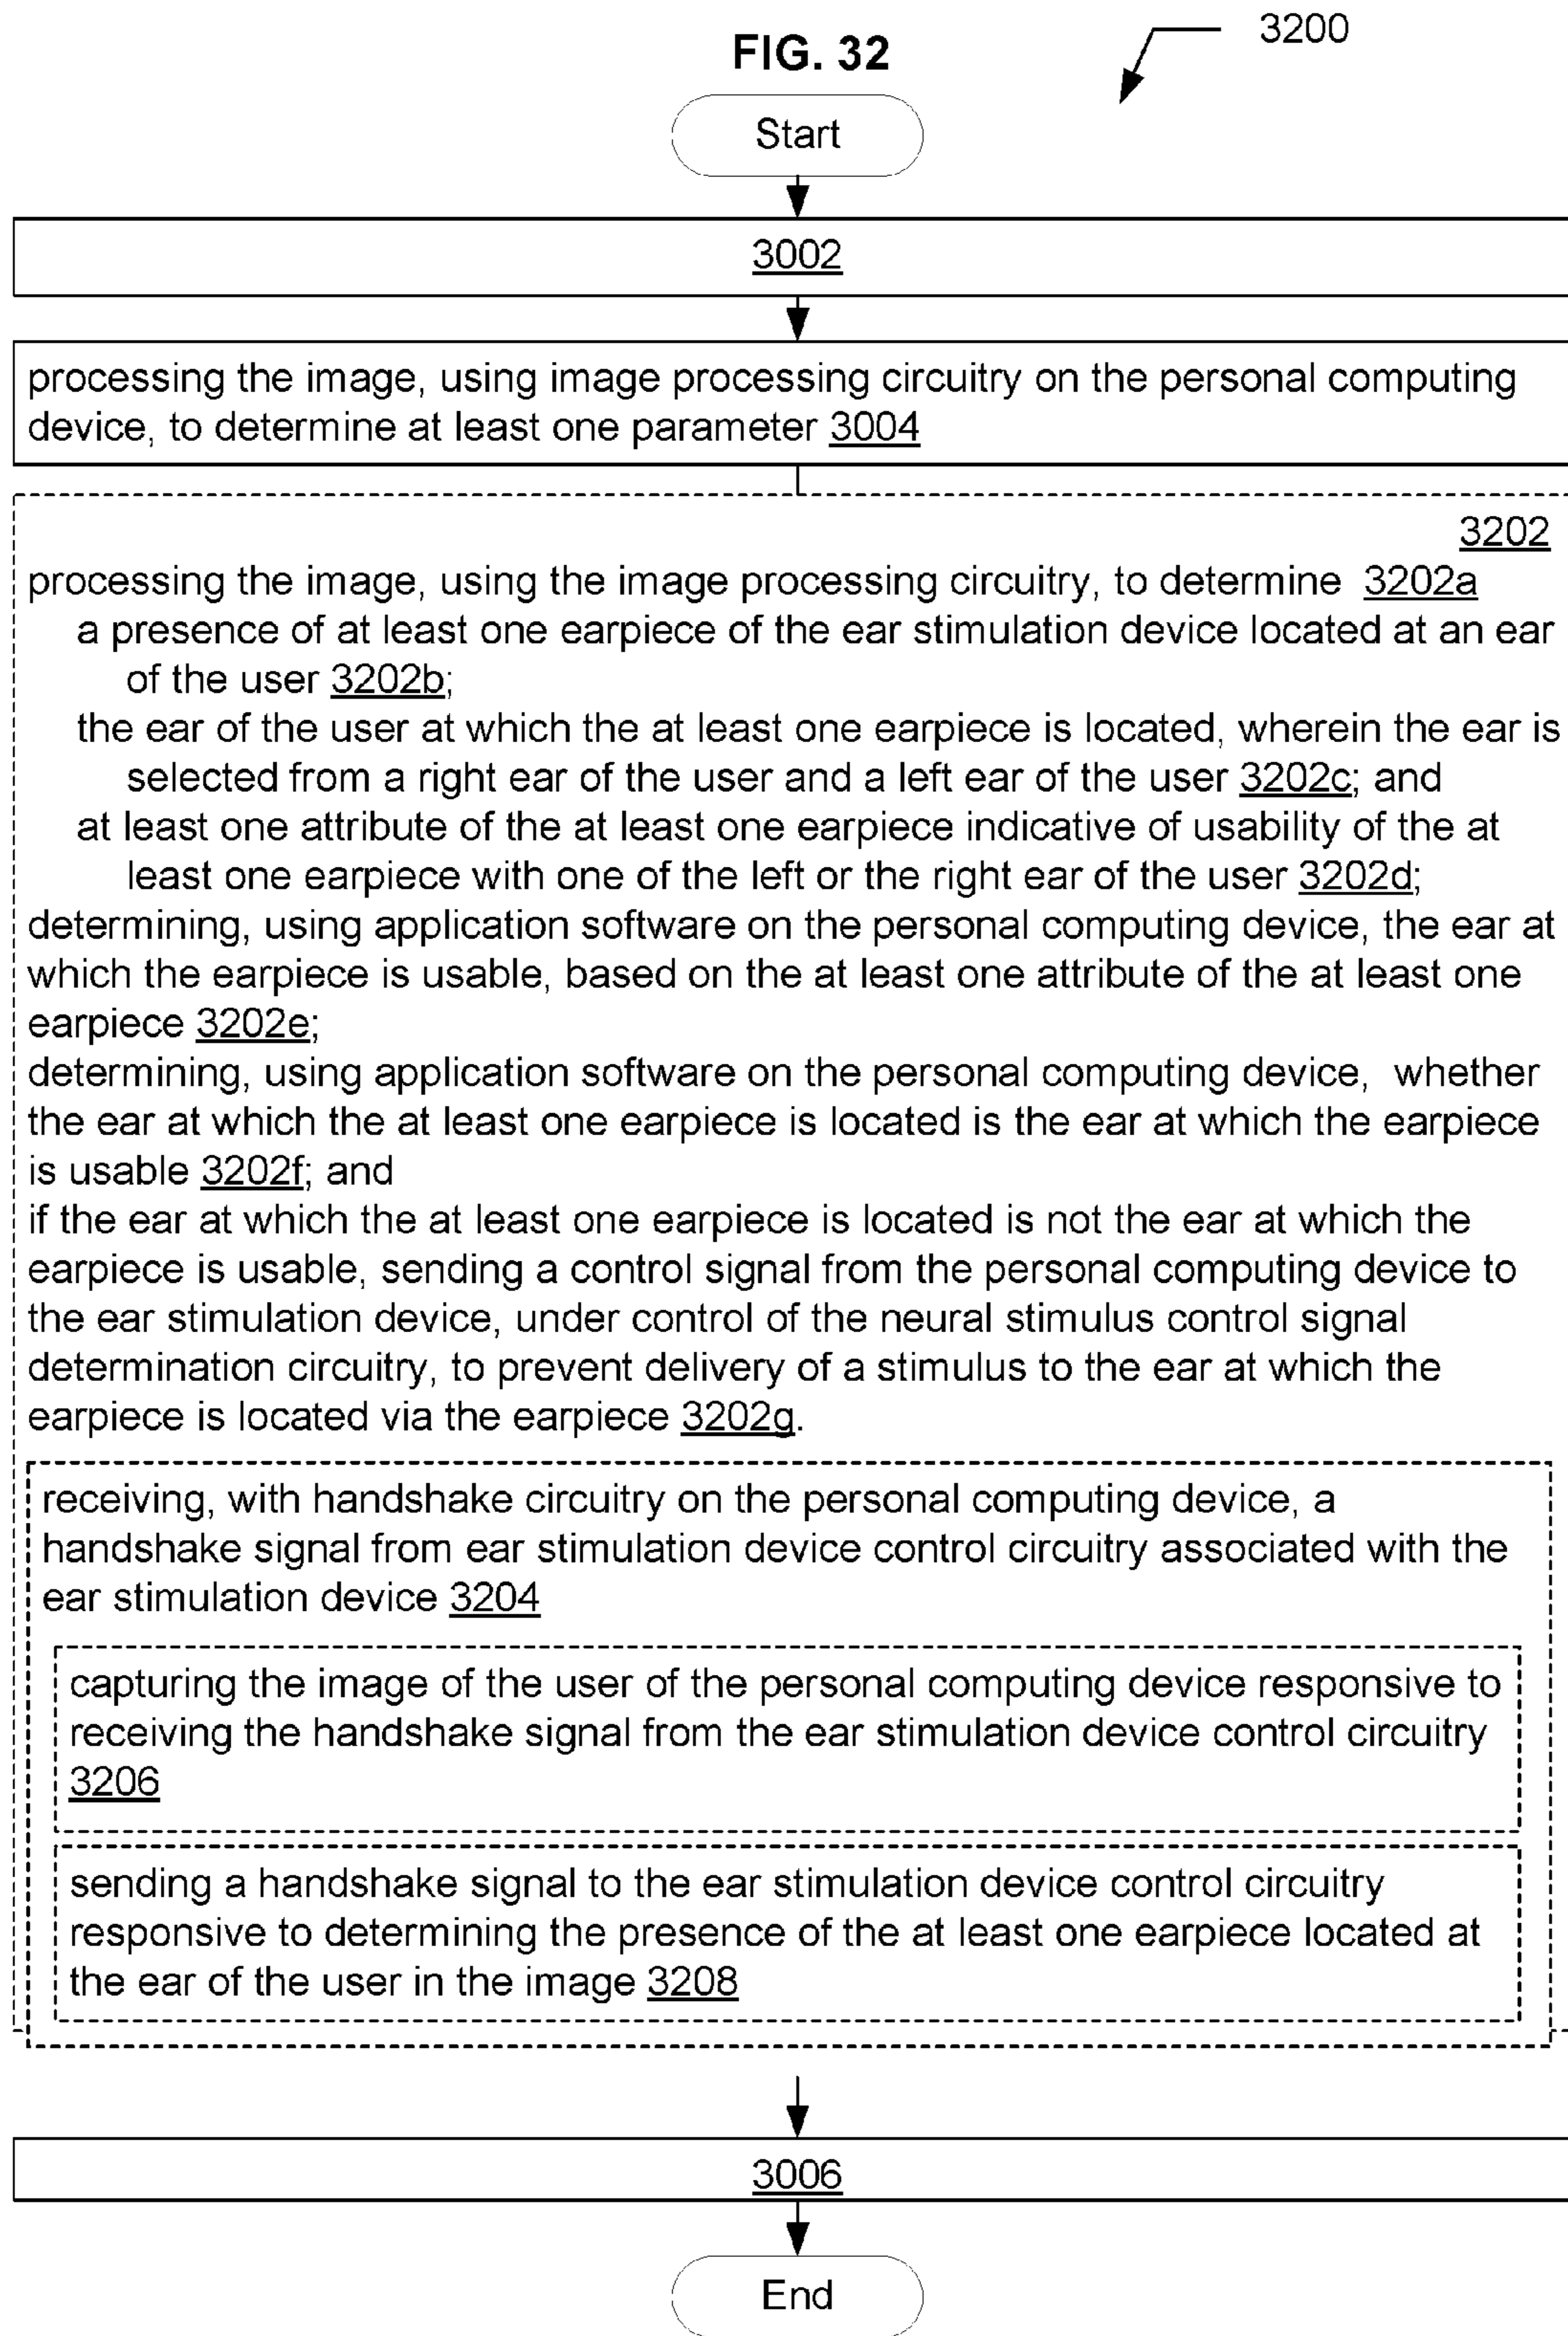 FIG. 32
3200
Start
3002
processing the image, using image processing circuitry on the personal computing
device, to determine at least one parameter 3004
3202
processing the image, using the image processing circuitry, to determine 3202a
a presence of at least one earpiece of the ear stimulation device located at an ear
of the user 3202b;
the ear of the user at which the at least one earpiece is located, wherein the ear is
selected from a right ear of the user and a left ear of the user 3202c; and
at least one attribute of the at least one earpiece indicative of usability of the at
least one earpiece with one of the left or the right ear of the user 3202d;
determining, using application software on the personal computing device, the ear at
which the earpiece is usable, based on the at least one attribute of the at least one
earpiece 3202e;
determining, using application software on the personal computing device, whether
the ear at which the at least one earpiece is located is the ear at which the earpiece
is usable 3202f; and
if the ear at which the at least one earpiece is located is not the ear at which the
earpiece is usable, sending a control signal from the personal computing device to
the ear stimulation device, under control of the neural stimulus control signal
determination circuitry, to prevent delivery of a stimulus to the ear at which the
earpiece is located via the earpiece 3202g.
receiving, with handshake circuitry on the personal computing device, a
handshake signal from ear stimulation device control circuitry associated with the
ear stimulation device 3204
capturing the image of the user of the personal computing device responsive to
receiving the handshake signal from the ear stimulation device control circuitry
3206
sending a handshake signal to the ear stimulation device control circuitry
responsive to determining the presence of the at least one earpiece located at
the ear of the user in the image 3208
3006
End